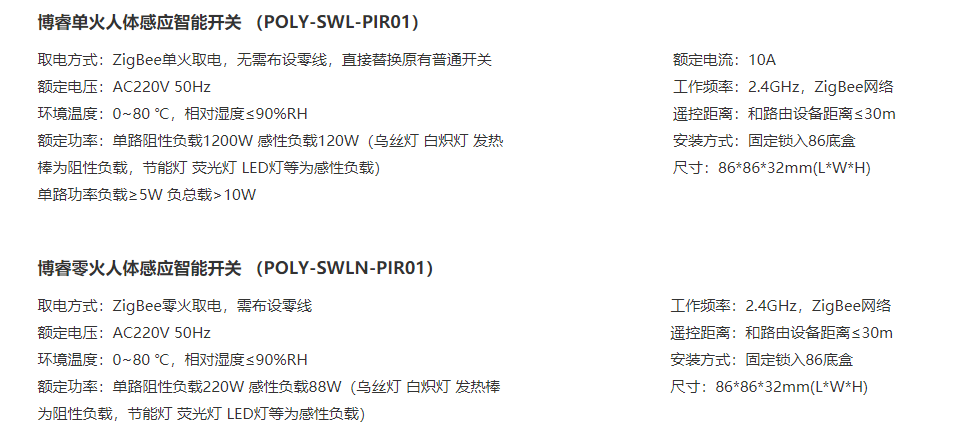 博睿单火人体感应智能开关 （POLY-SWL-PIR01）
取电方式：ZigBee单火取电，无需布设零线，直接替换原有普通开关
额定电压：AC220V 50Hz
环境温度：0~80 ℃，相对湿度≤90%RH
额定功率：单路阻性负载1200W 感性负载120W（乌丝灯 白炽灯 发热
棒为阻性负载，节能灯 荧光灯 LED灯等为感性负载)
单路功率负载≥5W 负总载>10W
额定电流：10A
工作频率：2.4GHz，ZigBee网络
遥控距离：和路由设备距离≤30m
安装方式：固定锁入86底盒
尺寸：86*86*32mm(L*W*H)
博睿零火人体感应智能开关 （POLY-SWLN-PIR01）
取电方式：ZigBee零火取电，需布设零线
额定电压：AC220V 50Hz
环境温度：0~80 ℃，相对湿度≤90%RH
额定功率：单路阻性负载220W 感性负载88W（乌丝灯 白炽灯 发热棒
为阻性负载，节能灯 荧光灯 LED灯等为感性负载)
工作频率：2.4GHz，ZigBee网络
遥控距离：和路由设备距离≤30m
安装方式：固定锁入86底盒
尺寸：86*86*32mm(L*W*H)